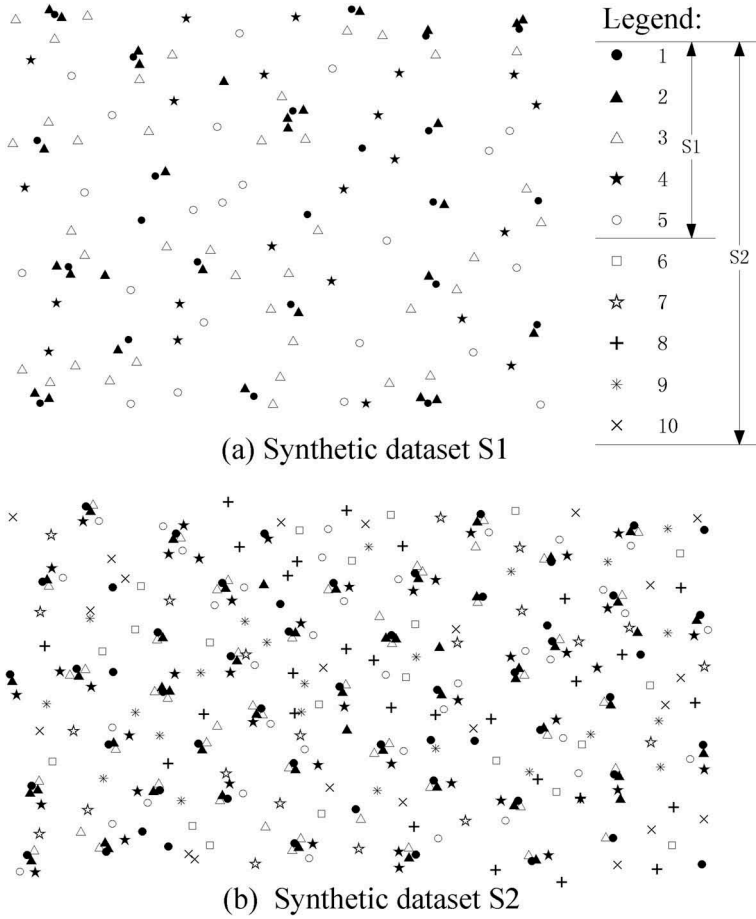 Legend:
1
2
3
4
5
6
7
8
9
10
S1
S2
(a) Synthetic dataset S1
(b) Synthetic dataset S2